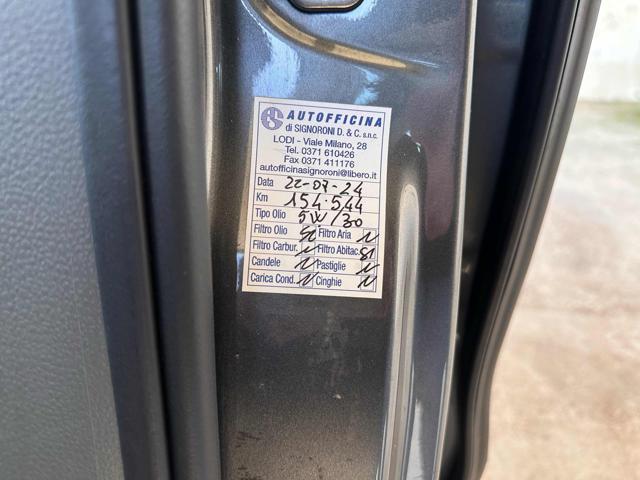 AUTOFFICINA
di SIGNORONI D. & C. s.n.c.
LODI - Viale Milano, 28
Tel. 0371 610426
Fax 0371 411176
autofficinasignoroni@libero.it
Data 22-07-24
Km 154.544
Tipo Olio 5W/30
Filtro Olio SI Filtro Aria N
Filtro Carbur. N Filtro Abitac. SI
Candele N Pastiglie N
Carica Cond. N Cinghie N